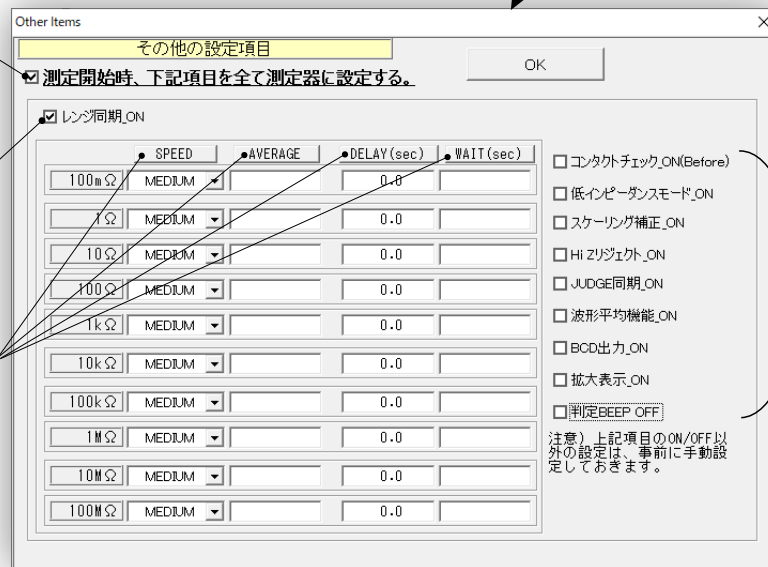 Other Items
その他の設定項目
OK
測定開始時、下記項目を全て測定器に設定する。
レンジ同期_ON
SPEED AVERAGE DELAY(sec) WAIT(sec)
100mΩ MEDIUM 0.0
1Ω MEDIUM 0.0
10Ω MEDIUM 0.0
100Ω MEDIUM 0.0
1kΩ MEDIUM 0.0
10kΩ MEDIUM 0.0
100kΩ MEDIUM 0.0
1MΩ MEDIUM 0.0
10MΩ MEDIUM 0.0
100MΩ MEDIUM 0.0
コンタクトチェック_ON(Before)
低インピーダンスモード_ON
スケーリング補正_ON
Hi Zリジェクト_ON
JUDGE同期_ON
波形平均機能_ON
BCD出力_ON
拡大表示_ON
判定BEEP OFF
注意) 上記項目のON/OFF以
外の設定は、事前に手動設
定しておきます。